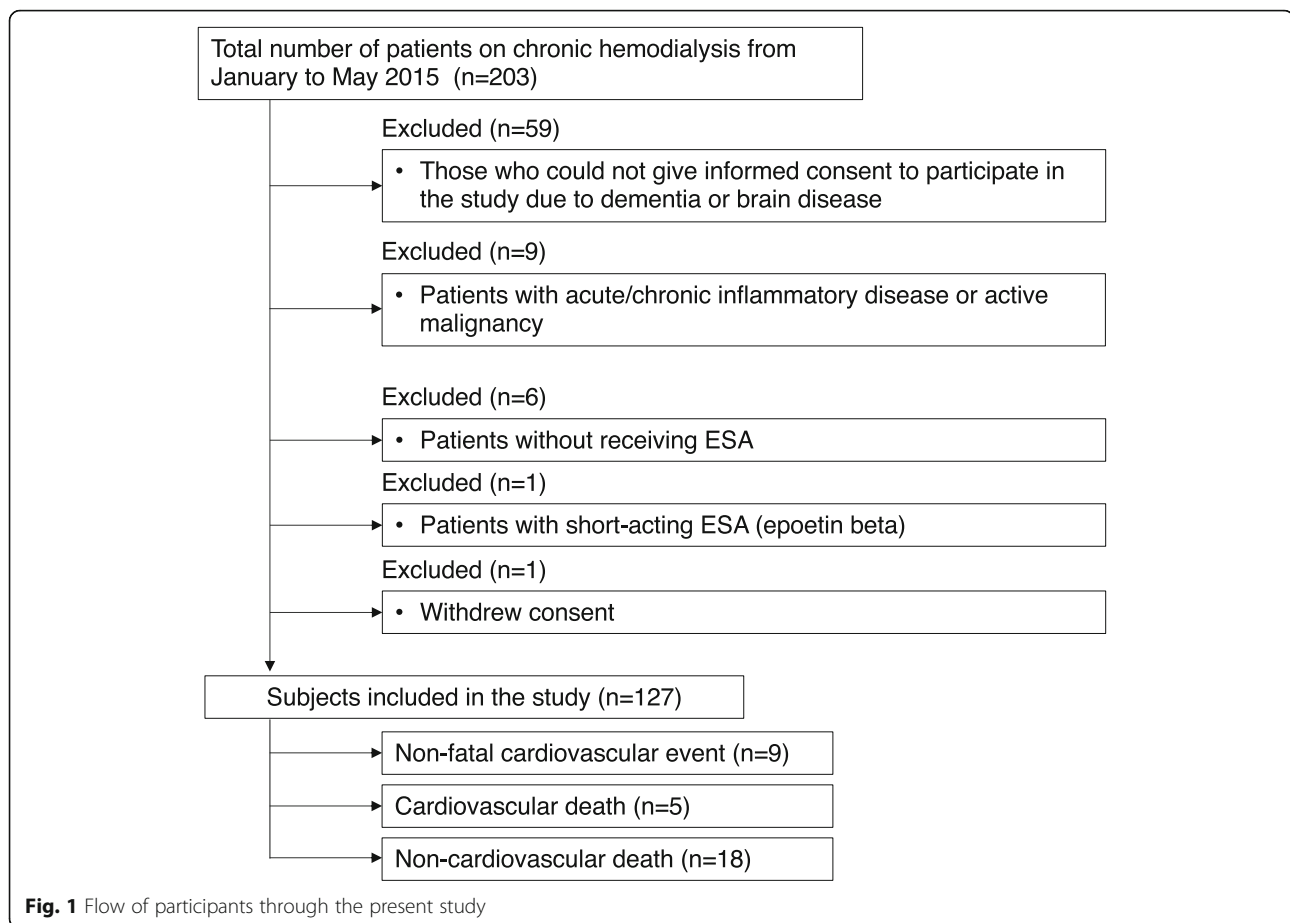 Total number of patients on chronic hemodialysis from
January to May 2015 (n=203)
Excluded (n=59)
• Those who could not give informed consent to participate in
the study due to dementia or brain disease
Excluded (n=9)
• Patients with acute/chronic inflammatory disease or active
malignancy
Excluded (n=6)
• Patients without receiving ESA
Excluded (n=1)
• Patients with short-acting ESA (epoetin beta)
Excluded (n=1)
• Withdrew consent
Subjects included in the study (n=127)
Non-fatal cardiovascular event (n=9)
Cardiovascular death (n=5)
Non-cardiovascular death (n=18)
Fig. 1 Flow of participants through the present study